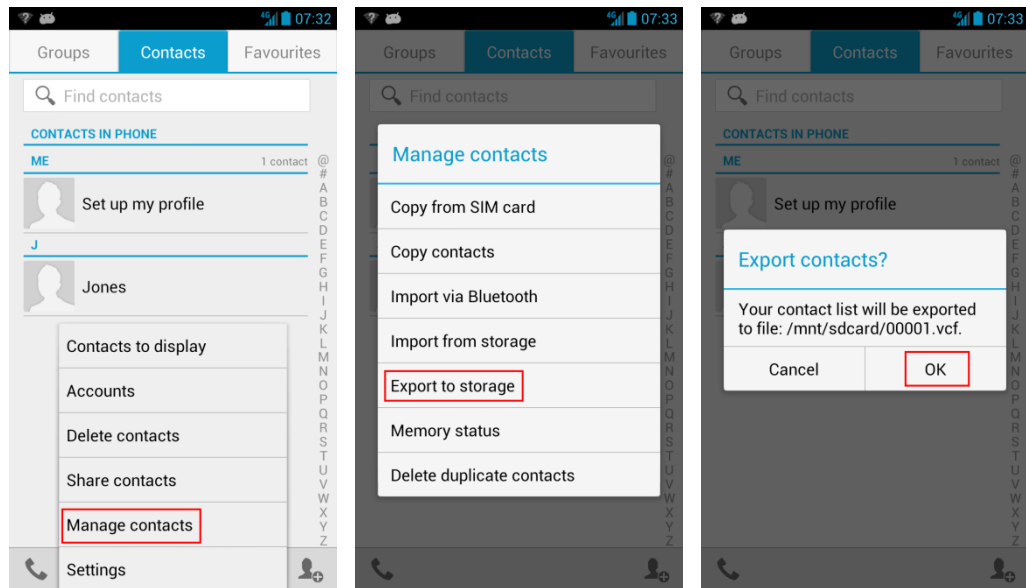 4G 07:32
Groups Contacts Favourites
Find contacts
CONTACTS IN PHONE
ME 1 contact
Set up my profile
J
Jones
Contacts to display
Accounts
Delete contacts
Share contacts
Manage contacts
Settings
@
#
A
B
C
D
E
F
G
H
I
J
K
L
M
N
O
P
Q
R
S
T
U
V
W
X
Y
Z
4G 07:33
Groups Contacts Favourites
Find contacts
Manage contacts
Copy from SIM card
Copy contacts
Import via Bluetooth
Import from storage
Export to storage
Memory status
Delete duplicate contacts
@
#
A
B
C
D
E
F
G
H
I
J
K
L
M
N
O
P
Q
R
S
T
U
V
W
X
Y
Z
4G 07:33
Groups Contacts Favourites
Find contacts
CONTACTS IN PHONE
ME 1 contact
Set up my profile
Export contacts?
Your contact list will be exported
to file: /mnt/sdcard/00001.vcf.
Cancel OK
@
#
A
B
C
D
E
F
G
H
I
J
K
L
M
N
O
P
Q
R
S
T
U
V
W
X
Y
Z